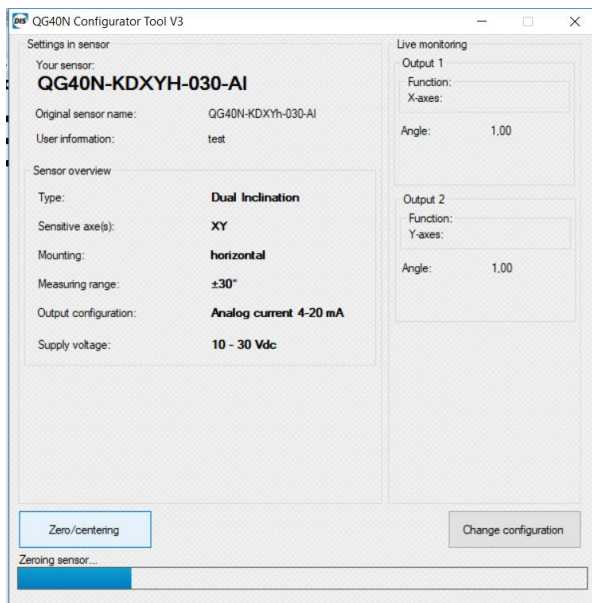 DIS QG40N Configurator Tool V3
Settings in sensor
Your sensor:
QG40N-KDXYH-030-AI
Original sensor name: QG40N-KDXYh-030-AI
User information: test
Sensor overview
Type: Dual Inclination
Sensitive axe(s): XY
Mounting: horizontal
Measuring range: ±30°
Output configuration: Analog current 4-20 mA
Supply voltage: 10 - 30 Vdc
Live monitoring
Output 1
Function:
X-axes:
Angle: 1,00
Output 2
Function:
Y-axes:
Angle: 1,00
Zero/centering
Change configuration
Zeroing sensor...